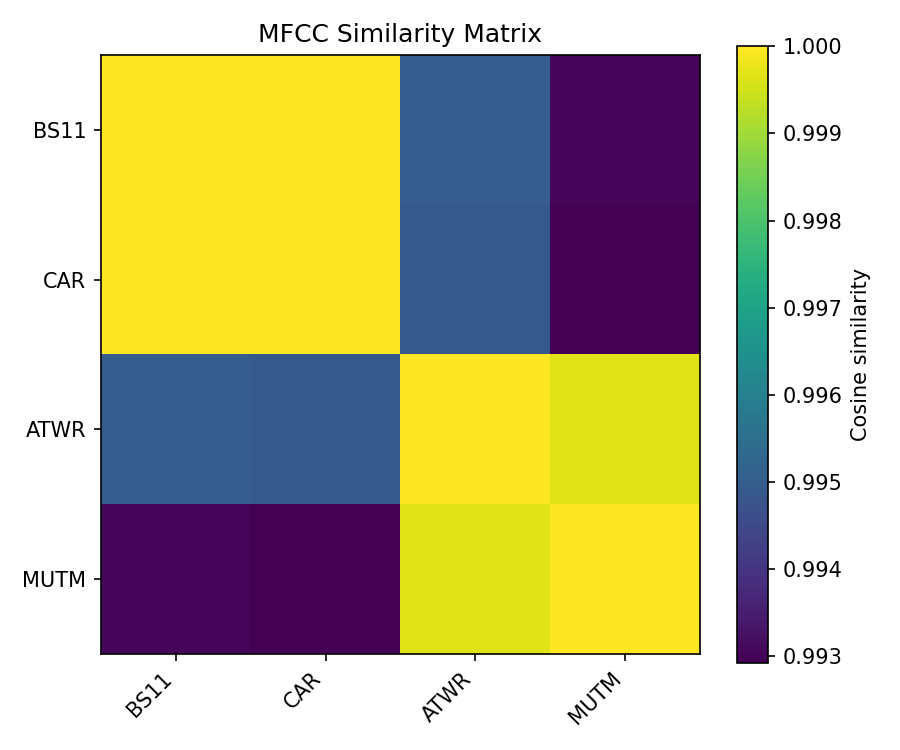 MFCC Similarity Matrix
BS11
CAR
ATWR
MUTM
BS11
CAR
ATWR
MUTM
1.000
0.999
0.998
0.997
0.996
0.995
0.994
0.993
Cosine similarity